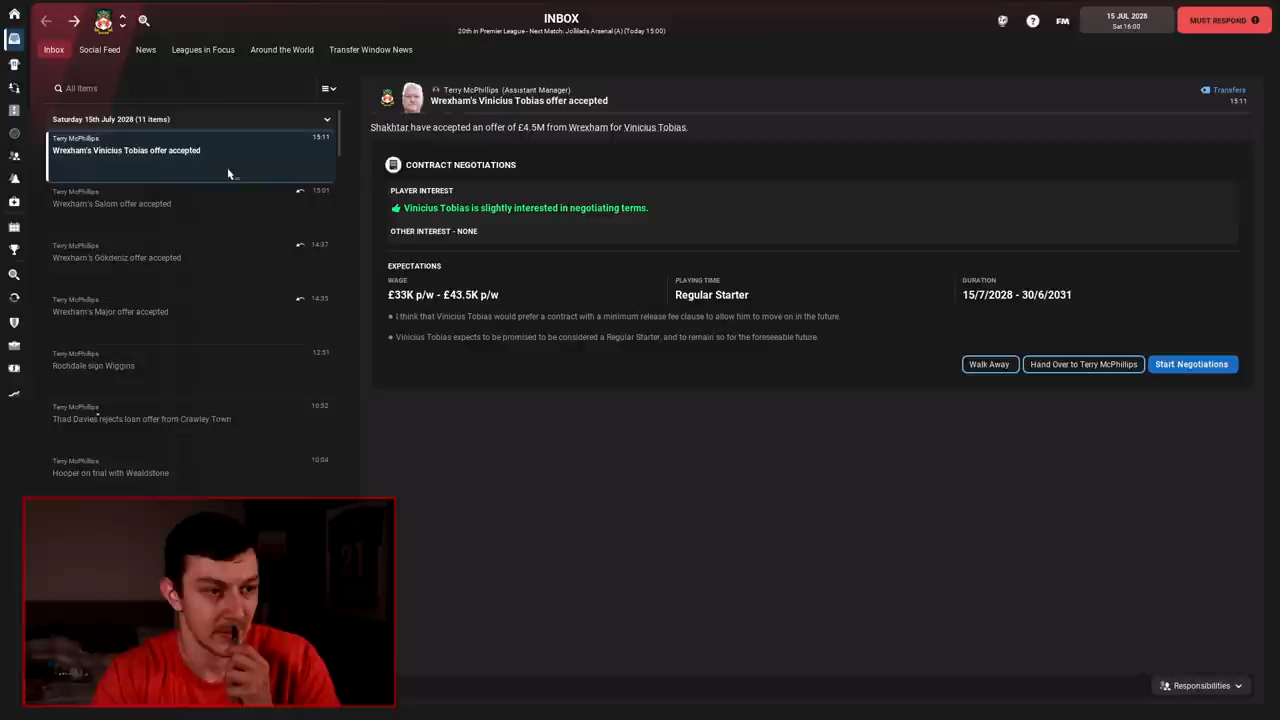 INBOX
20th in Premier League - Next Match: Jollilads Arsenal (A) (Today 15:00)
FM
15 JUL 2028
Sat 16:00
MUST RESPOND
Inbox
Social Feed
News
Leagues in Focus
Around the World
Transfer Window News
All Items
Saturday 15th July 2028 (11 items)
Terry McPhillips
15:11
Wrexham's Vinicius Tobias offer accepted
Terry McPhillips
15:01
Wrexham's Salom offer accepted
Terry McPhillips
14:37
Wrexham's Gökdeniz offer accepted
Terry McPhillips
14:35
Wrexham's Major offer accepted
Terry McPhillips
12:51
Rochdale sign Wiggins
Terry McPhillips
10:52
Thad Davies rejects loan offer from Crawley Town
Terry McPhillips
10:04
Hooper on trial with Wealdstone
Terry McPhillips (Assistant Manager)
Wrexham's Vinicius Tobias offer accepted
Transfers
15:11
Shakhtar have accepted an offer of £4.5M from Wrexham for Vinicius Tobias.
CONTRACT NEGOTIATIONS
PLAYER INTEREST
Vinicius Tobias is slightly interested in negotiating terms.
OTHER INTEREST - NONE
EXPECTATIONS
WAGE
£33K p/w - £43.5K p/w
PLAYING TIME
Regular Starter
DURATION
15/7/2028 - 30/6/2031
I think that Vinicius Tobias would prefer a contract with a minimum release fee clause to allow him to move on in the future.
Vinicius Tobias expects to be promised to be considered a Regular Starter, and to remain so for the foreseeable future.
Walk Away
Hand Over to Terry McPhillips
Start Negotiations
21
Responsibilities